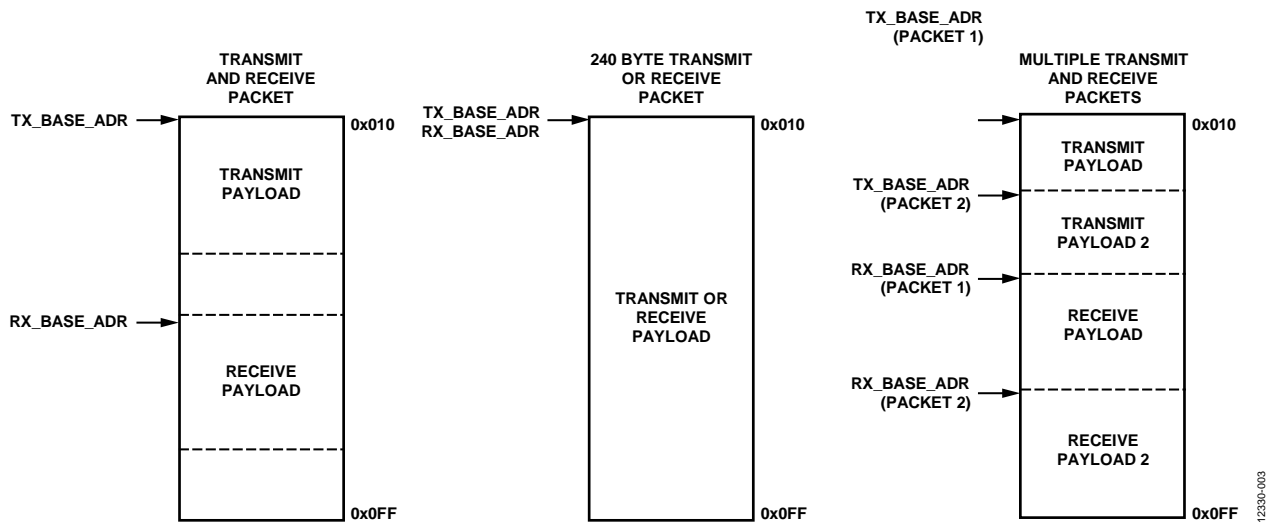 TRANSMIT
AND RECEIVE
PACKET
TX_BASE_ADR
0x010
TRANSMIT
PAYLOAD
RX_BASE_ADR
RECEIVE
PAYLOAD
0x0FF
240 BYTE TRANSMIT
OR RECEIVE
PACKET
TX_BASE_ADR
RX_BASE_ADR
0x010
TRANSMIT OR
RECEIVE
PAYLOAD
0x0FF
TX_BASE_ADR
(PACKET 1)
MULTIPLE TRANSMIT
AND RECEIVE
PACKETS
0x010
TRANSMIT
PAYLOAD
TX_BASE_ADR
(PACKET 2)
TRANSMIT
PAYLOAD 2
RX_BASE_ADR
(PACKET 1)
RECEIVE
PAYLOAD
RX_BASE_ADR
(PACKET 2)
RECEIVE
PAYLOAD 2
0x0FF
12330-003